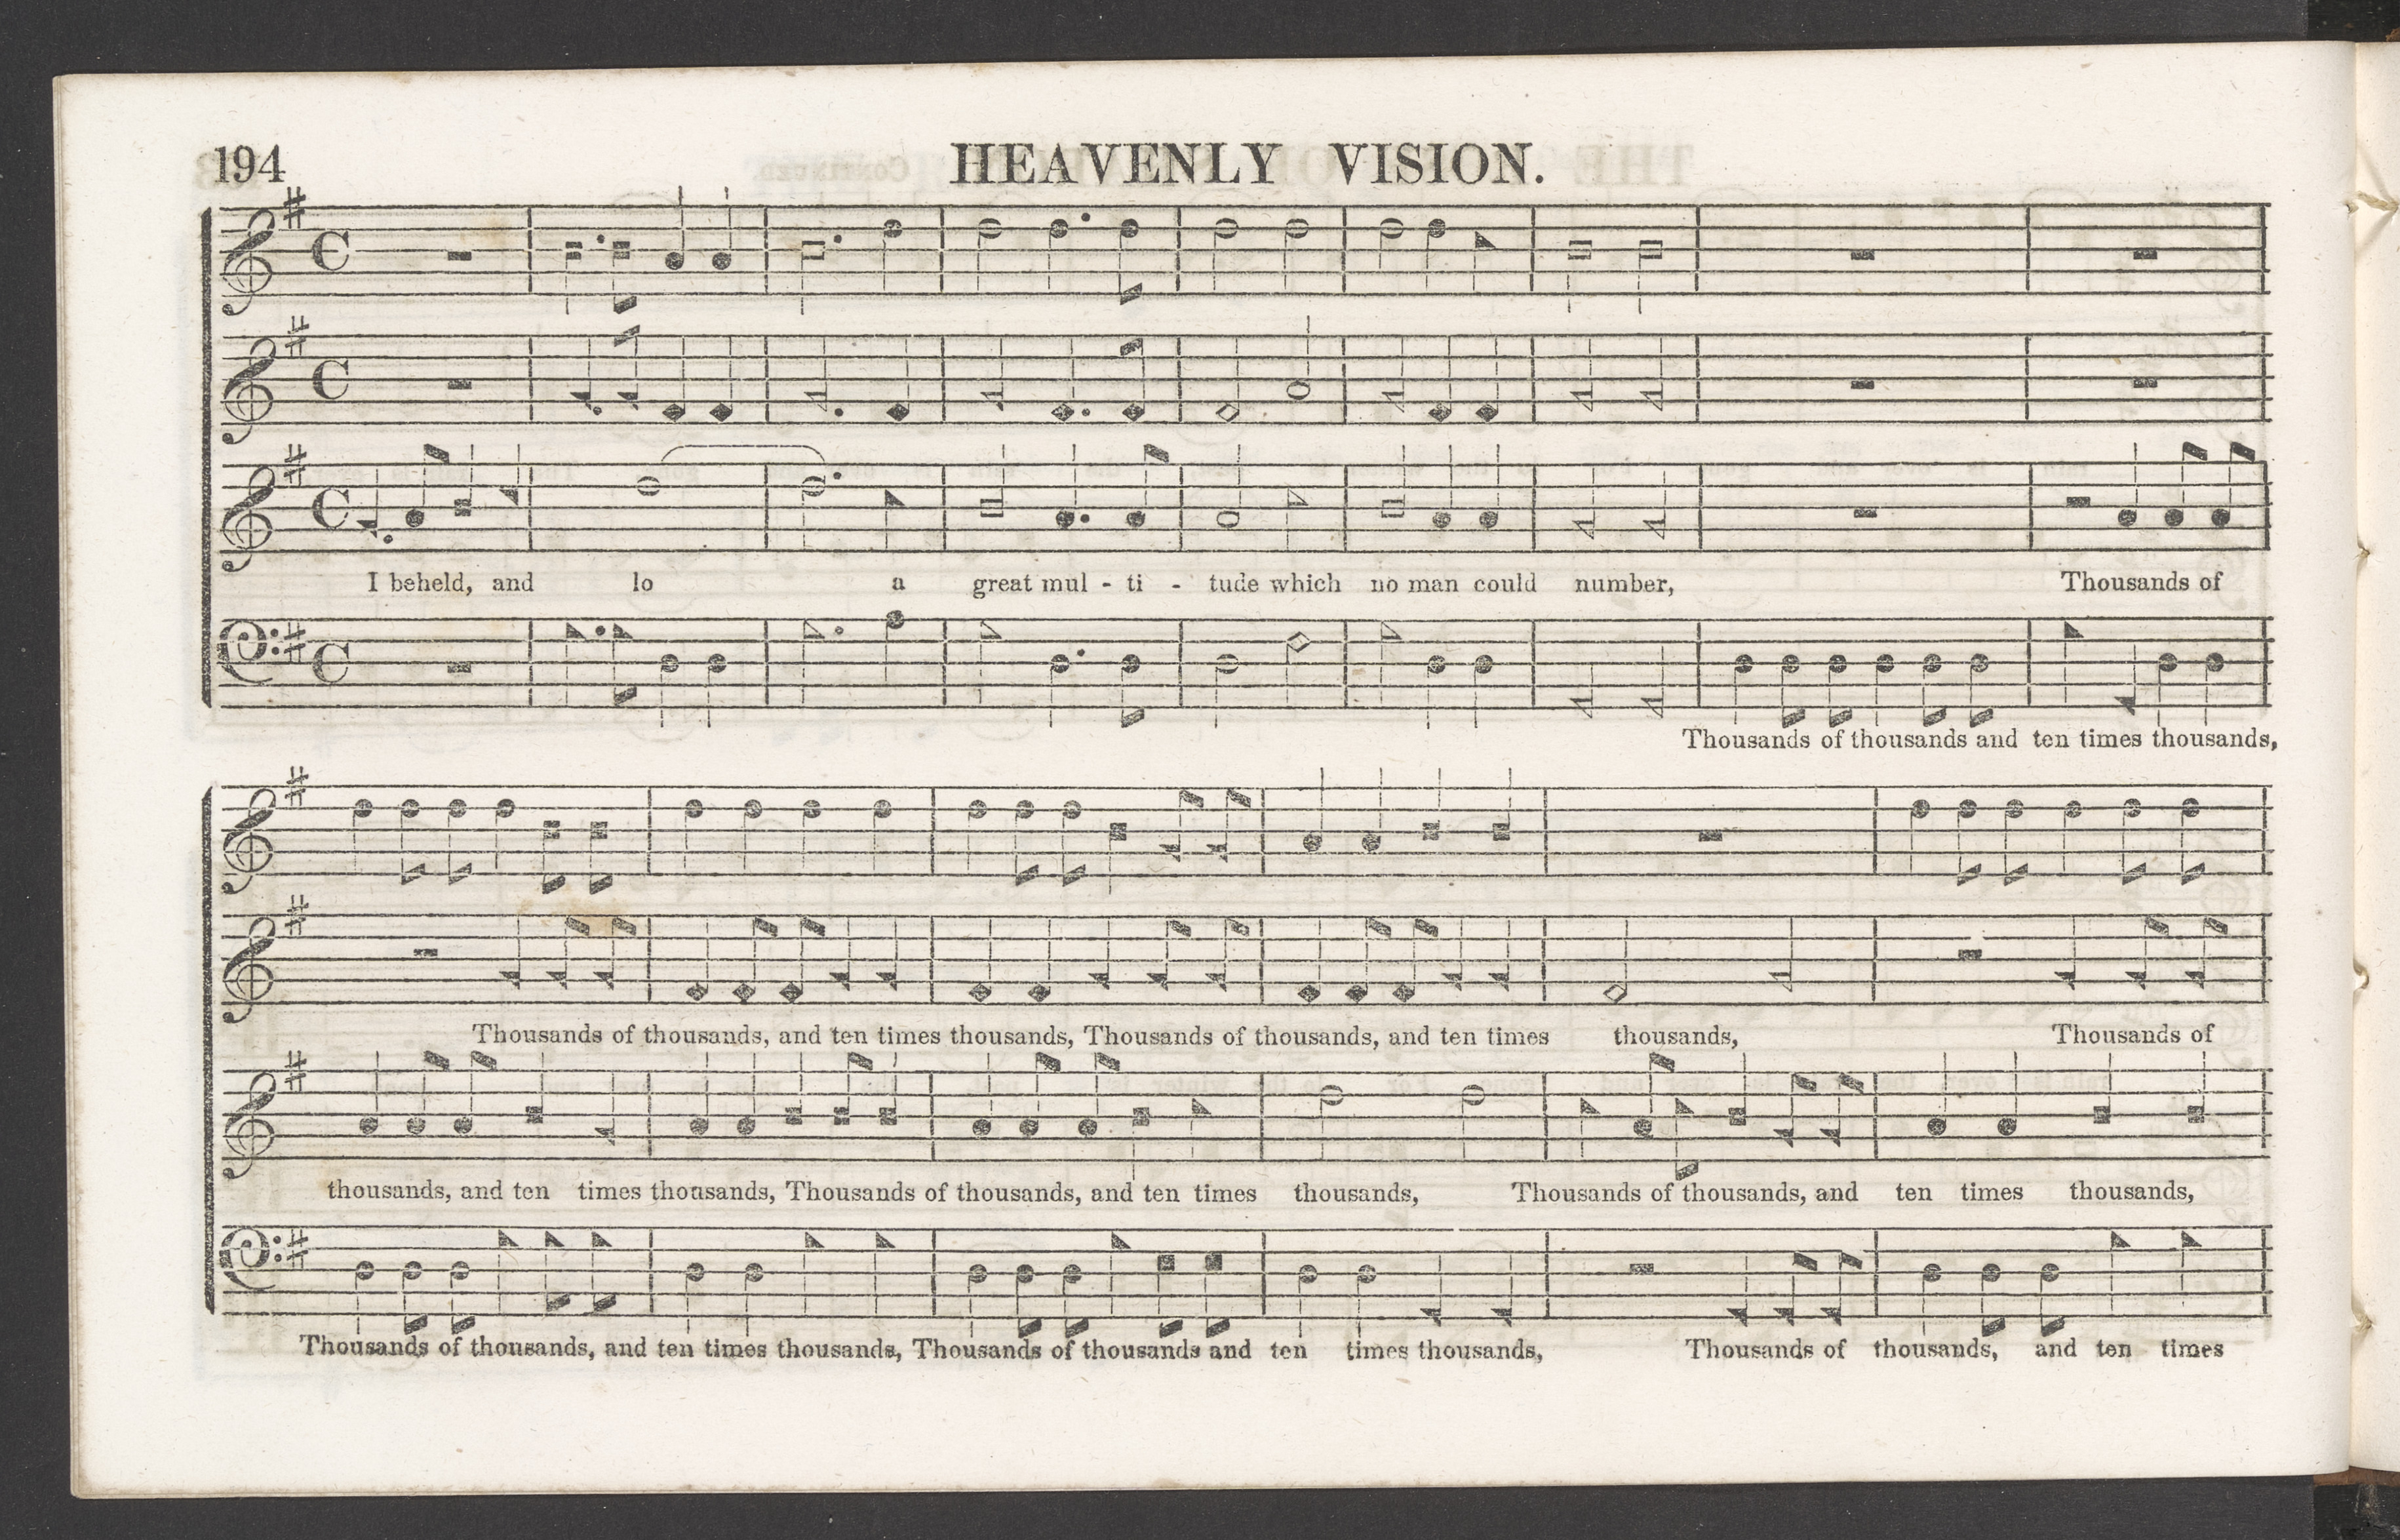 194
HEAVENLY VISION.
I beheld, and lo a great mul - ti - tude which no man could number, Thousands of
Thousands of thousands and ten times thousands,
Thousands of thousands, and ten times thousands, Thousands of thousands, and ten times thousands, Thousands of
thousands, and ten times thousands, Thousands of thousands, and ten times thousands, Thousands of thousands, and ten times thousands,
Thousands of thousands, and ten times thousands, Thousands of thousands and ten times thousands, Thousands of thousands, and ten times